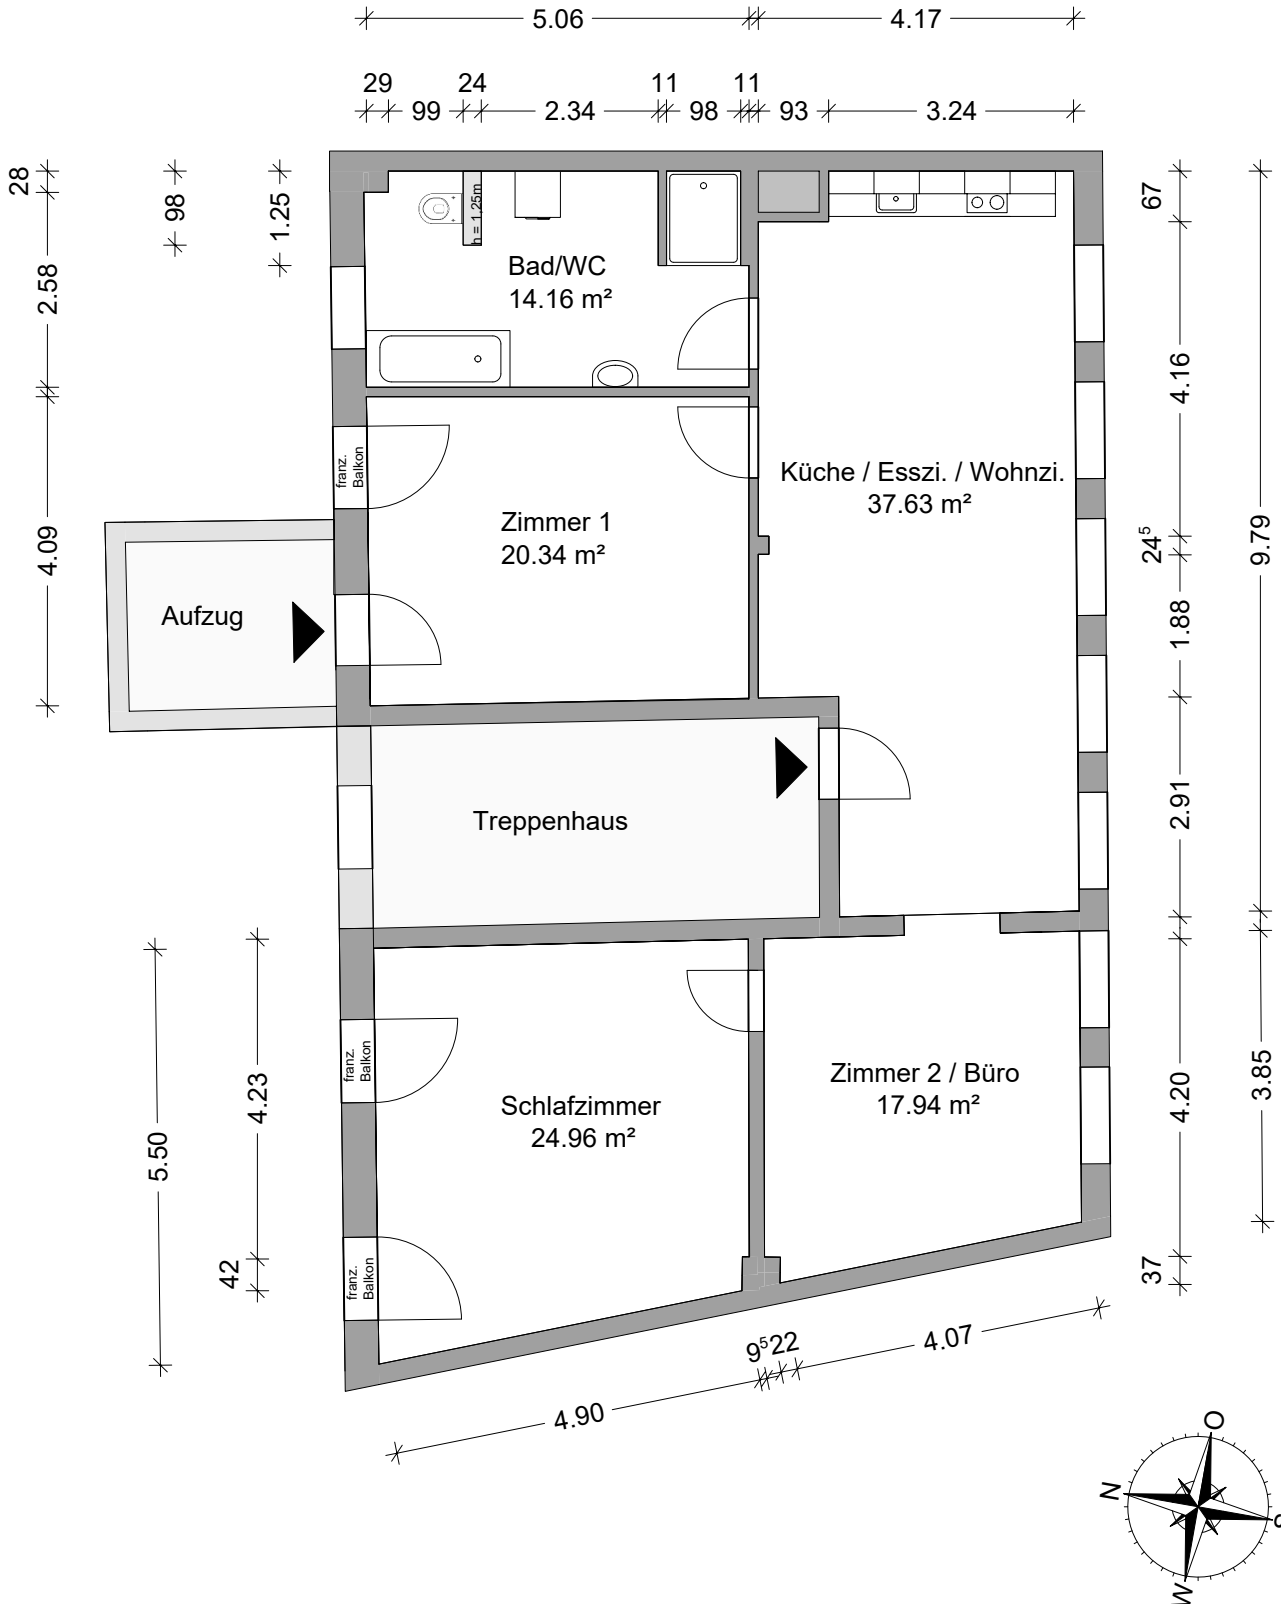 5.06
4.17
29
24
11
11
99
2.34
98
93
3.24
28
98
1.25
67
2.58
h = 1,25m
Bad/WC
14.16 m²
4.16
franz.
Balkon
Küche / Esszi. / Wohnzi.
37.63 m²
4.09
Zimmer 1
20.34 m²
24⁵
9.79
Aufzug
1.88
Treppenhaus
2.91
franz.
Balkon
4.23
5.50
Schlafzimmer
24.96 m²
Zimmer 2 / Büro
17.94 m²
4.20
3.85
42
franz.
Balkon
37
9⁵22
4.07
4.90
O
N
S
W